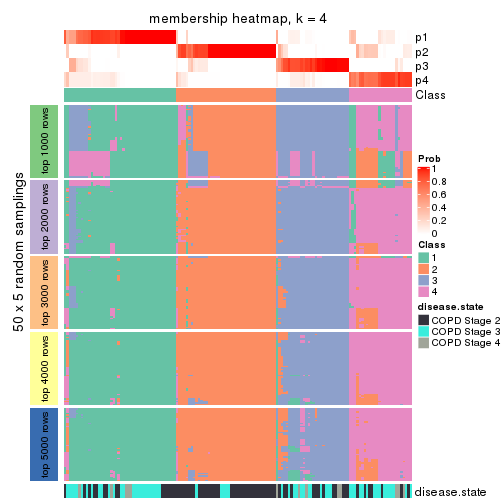 membership heatmap, k = 4
p1
p2
p3
p4
Class
50 x 5 random samplings
top 1000 rows
top 2000 rows
top 3000 rows
top 4000 rows
top 5000 rows
Prob
1
0.8
0.6
0.4
0.2
0
Class
1
2
3
4
disease.state
COPD Stage 2
COPD Stage 3
COPD Stage 4
disease.state